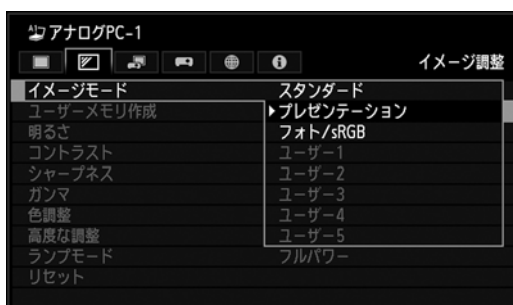 アナログPC-1
イメージ調整
イメージモード スタンダード
ユーザーメモリ作成 プレゼンテーション
明るさ フォト/sRGB
コントラスト ユーザー1
シャープネス ユーザー2
ガンマ ユーザー3
色調整 ユーザー4
高度な調整 ユーザー5
ランプモード フルパワー
リセット